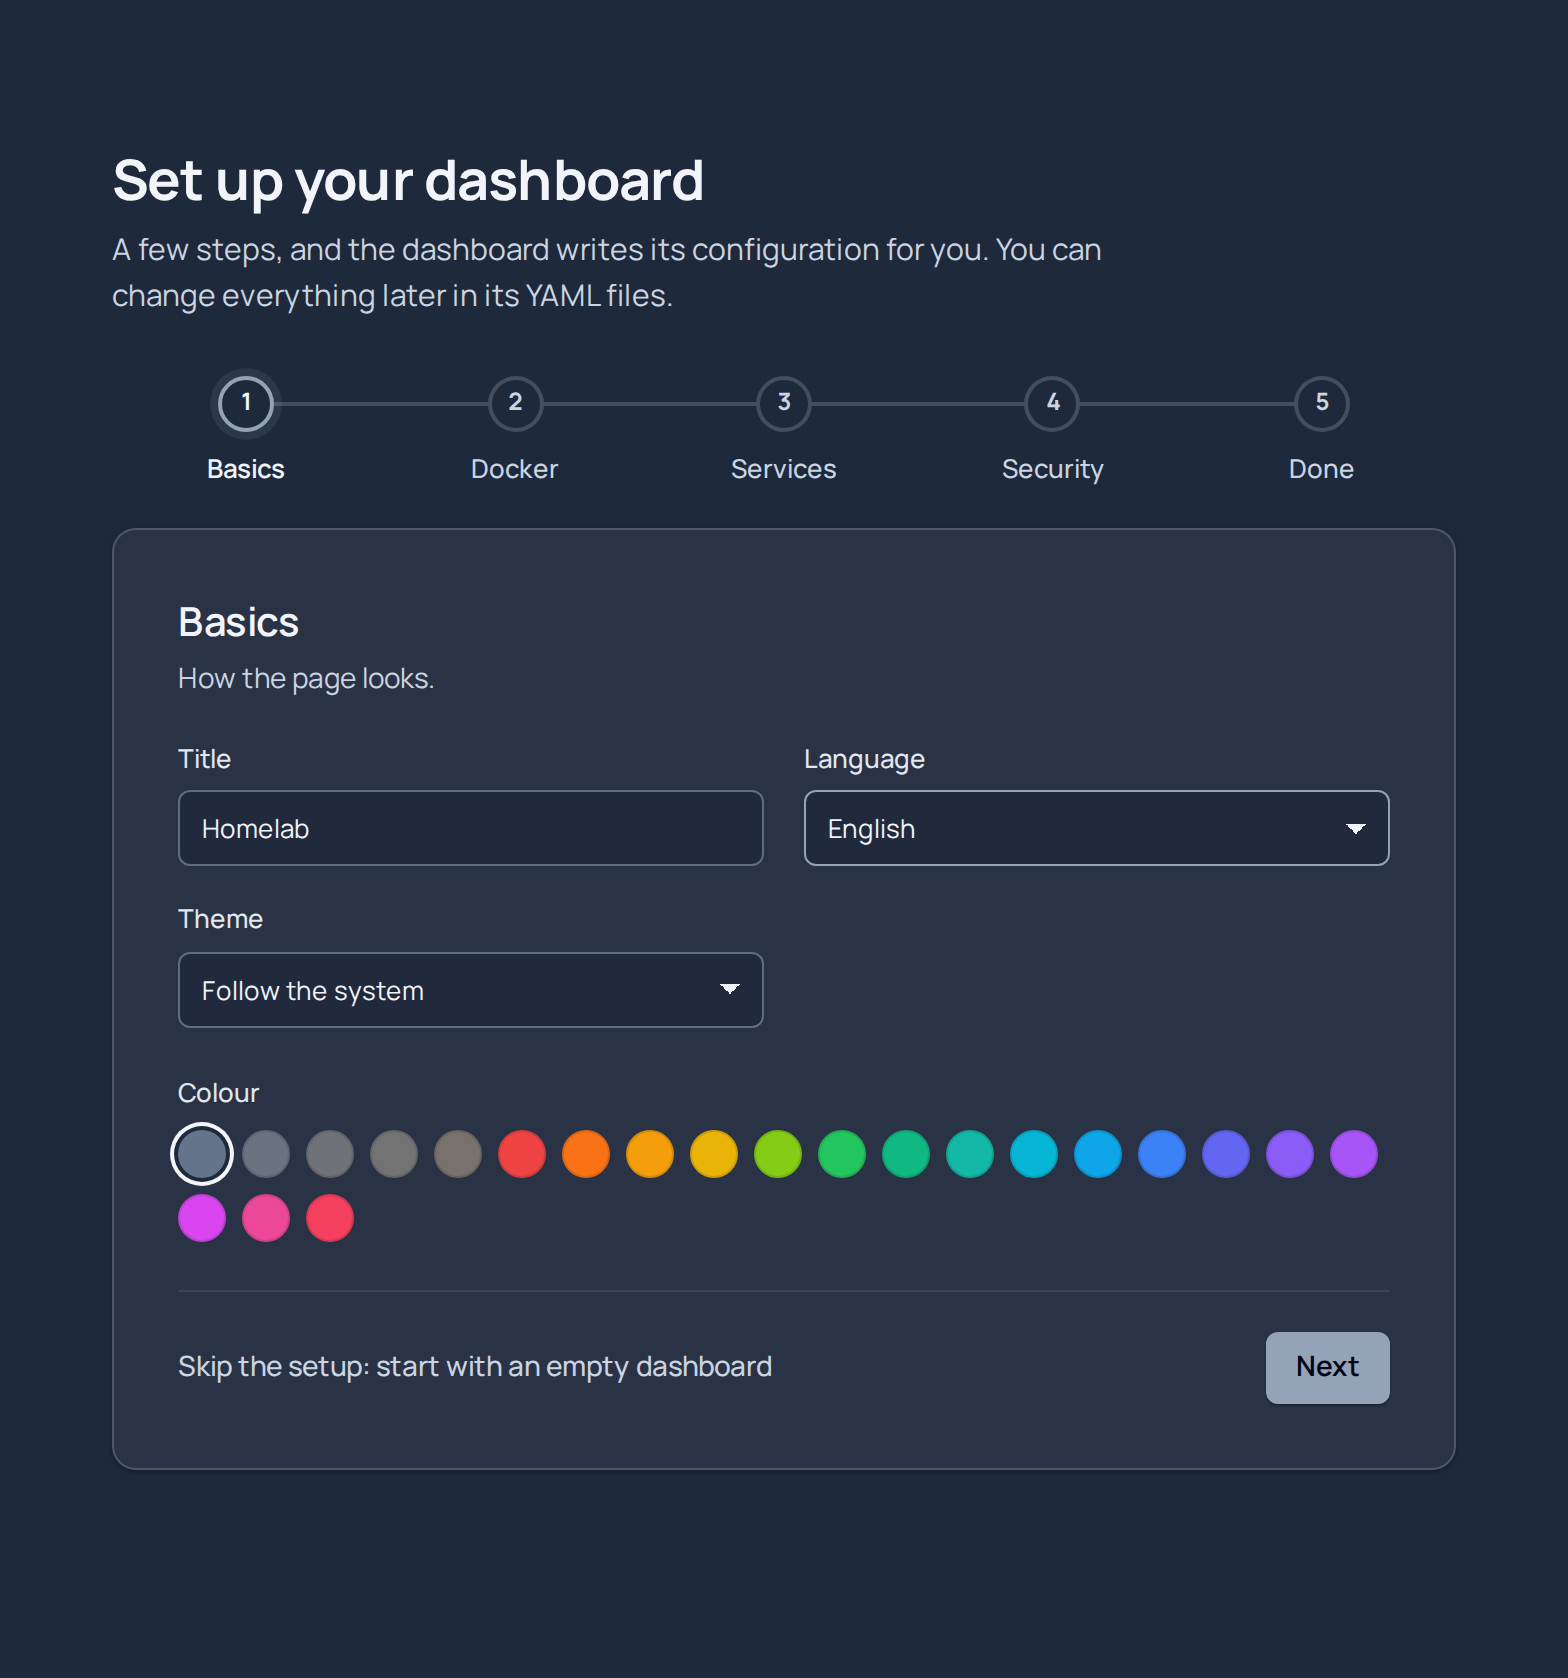 Set up your dashboard
A few steps, and the dashboard writes its configuration for you. You can
change everything later in its YAML files.
1 2 3 4 5
Basics Docker Services Security Done
Basics
How the page looks.
Title Language
Homelab English
Theme
Follow the system
Colour
Skip the setup: start with an empty dashboard Next